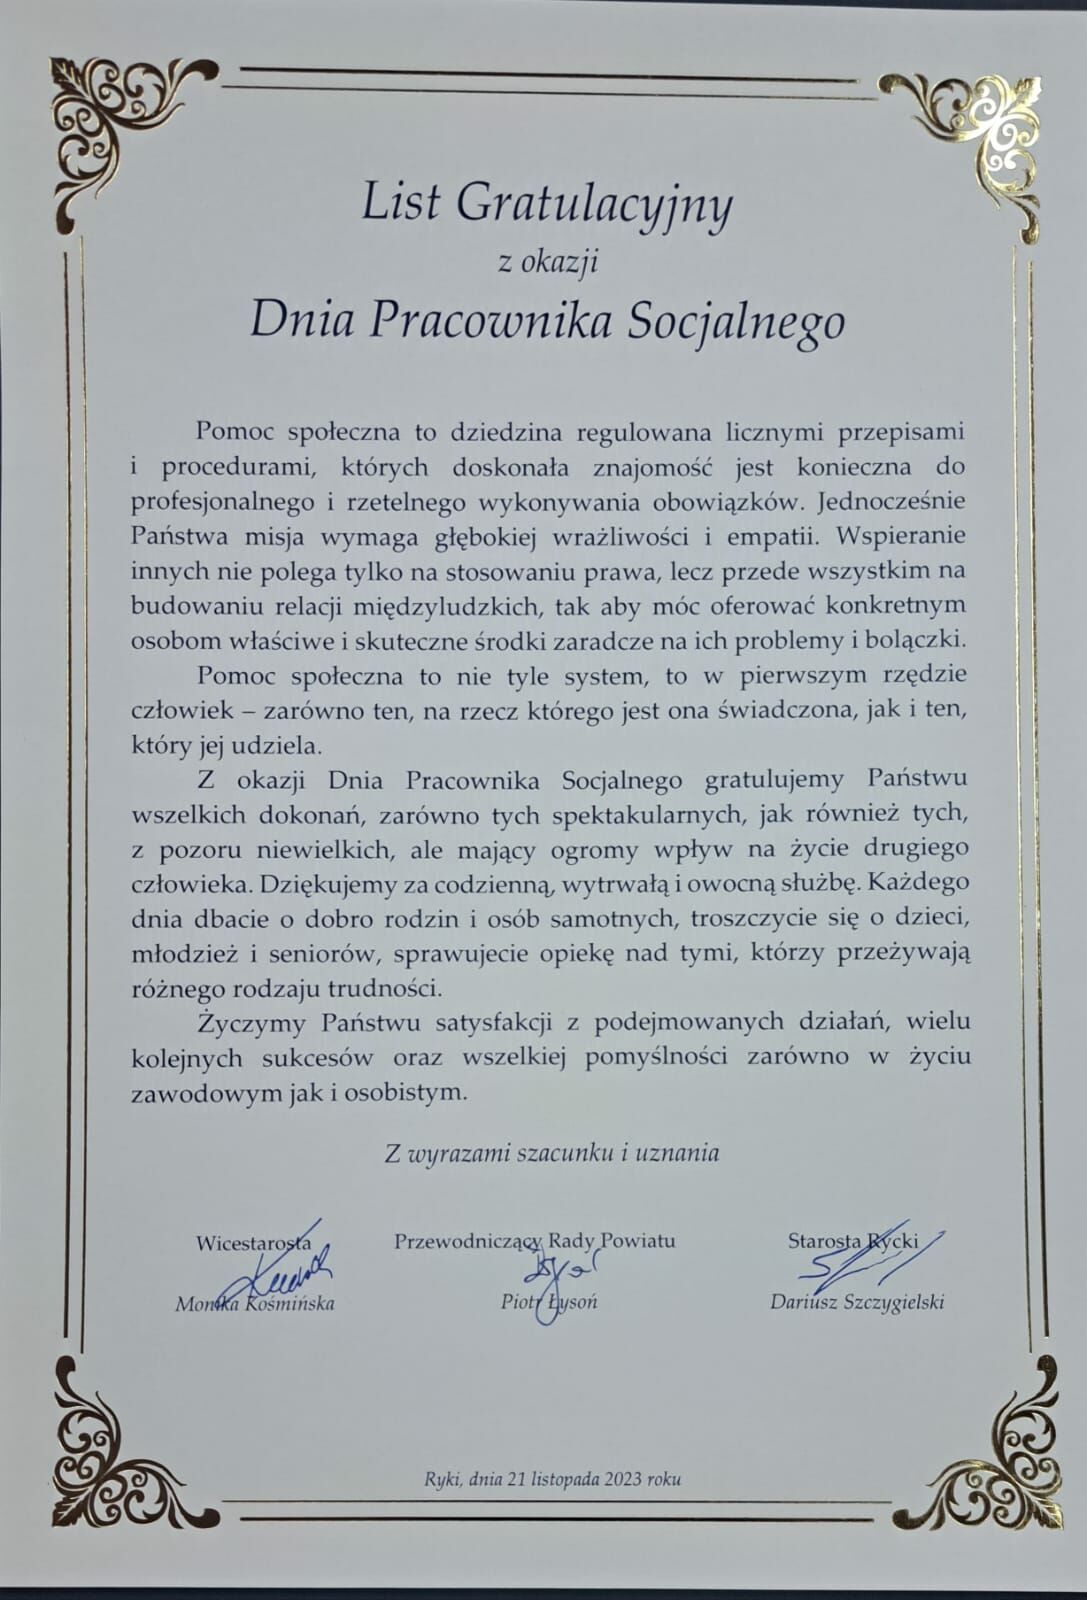 List Gratulacyjny
z okazji
Dnia Pracownika Socjalnego
Pomoc społeczna to dziedzina regulowana licznymi przepisami
i procedurami, których doskonała znajomość jest konieczna do
profesjonalnego i rzetelnego wykonywania obowiązków. Jednocześnie
Państwa misja wymaga głębokiej wrażliwości i empatii. Wspieranie
innych nie polega tylko na stosowaniu prawa, lecz przede wszystkim na
budowaniu relacji międzyludzkich, tak aby móc oferować konkretnym
osobom właściwe i skuteczne środki zaradcze na ich problemy i bolączki.
Pomoc społeczna to nie tyle system, to w pierwszym rzędzie
człowiek – zarówno ten, na rzecz którego jest ona świadczona, jak i ten,
który jej udziela.
Z okazji Dnia Pracownika Socjalnego gratulujemy Państwu
wszelkich dokonań, zarówno tych spektakularnych, jak również tych,
z pozoru niewielkich, ale mający ogromy wpływ na życie drugiego
człowieka. Dziękujemy za codzienną, wytrwałą i owocną służbę. Każdego
dnia dbacie o dobro rodzin i osób samotnych, troszczycie się o dzieci,
młodzież i seniorów, sprawujecie opiekę nad tymi, którzy przeżywają
różnego rodzaju trudności.
Życzymy Państwu satysfakcji z podejmowanych działań, wielu
kolejnych sukcesów oraz wszelkiej pomyślności zarówno w życiu
zawodowym jak i osobistym.
Z wyrazami szacunku i uznania
Wicestarosta Przewodniczący Rady Powiatu Starosta Rycki
Monika Kośmińska Piotr Łysoń Dariusz Szczygielski
Ryki, dnia 21 listopada 2023 roku